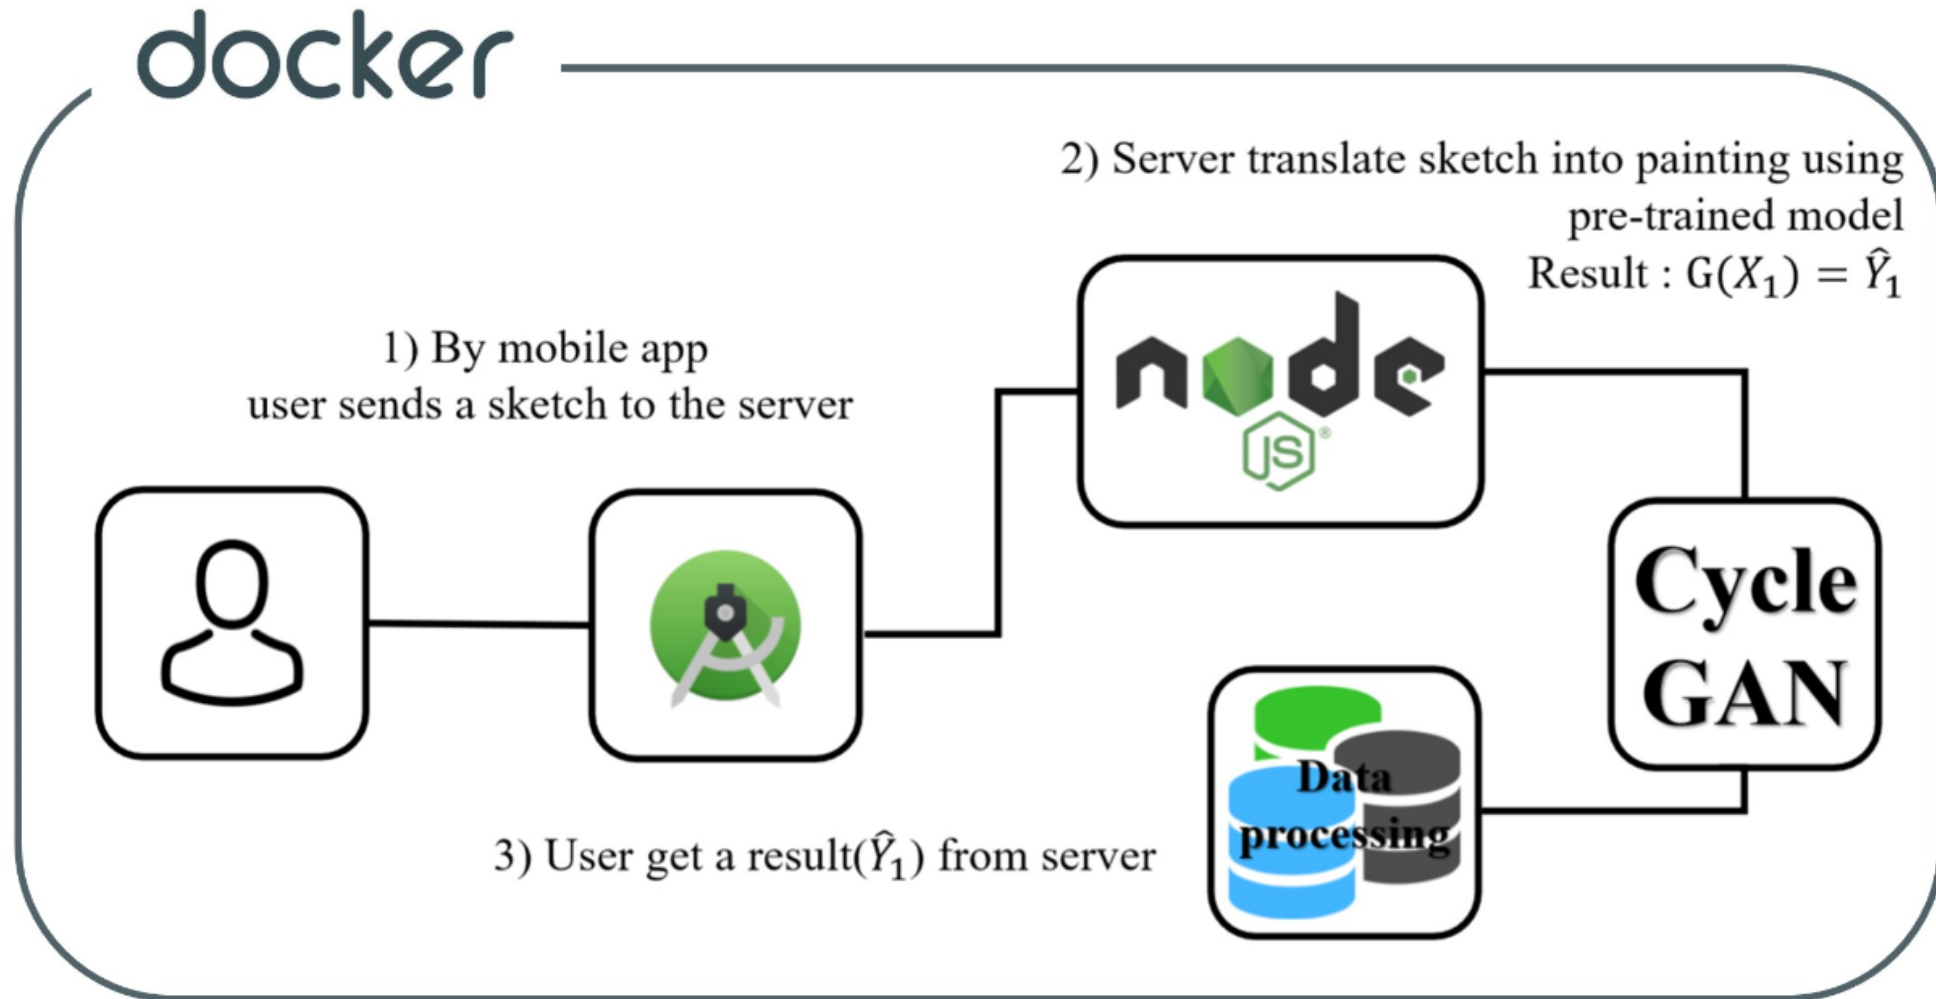 docker
2) Server translate sketch into painting using
pre-trained model
Result : G(X₁) = Ŷ₁
1) By mobile app
user sends a sketch to the server
node
JS®
Cycle
GAN
Data
processing
3) User get a result(Ŷ₁) from server